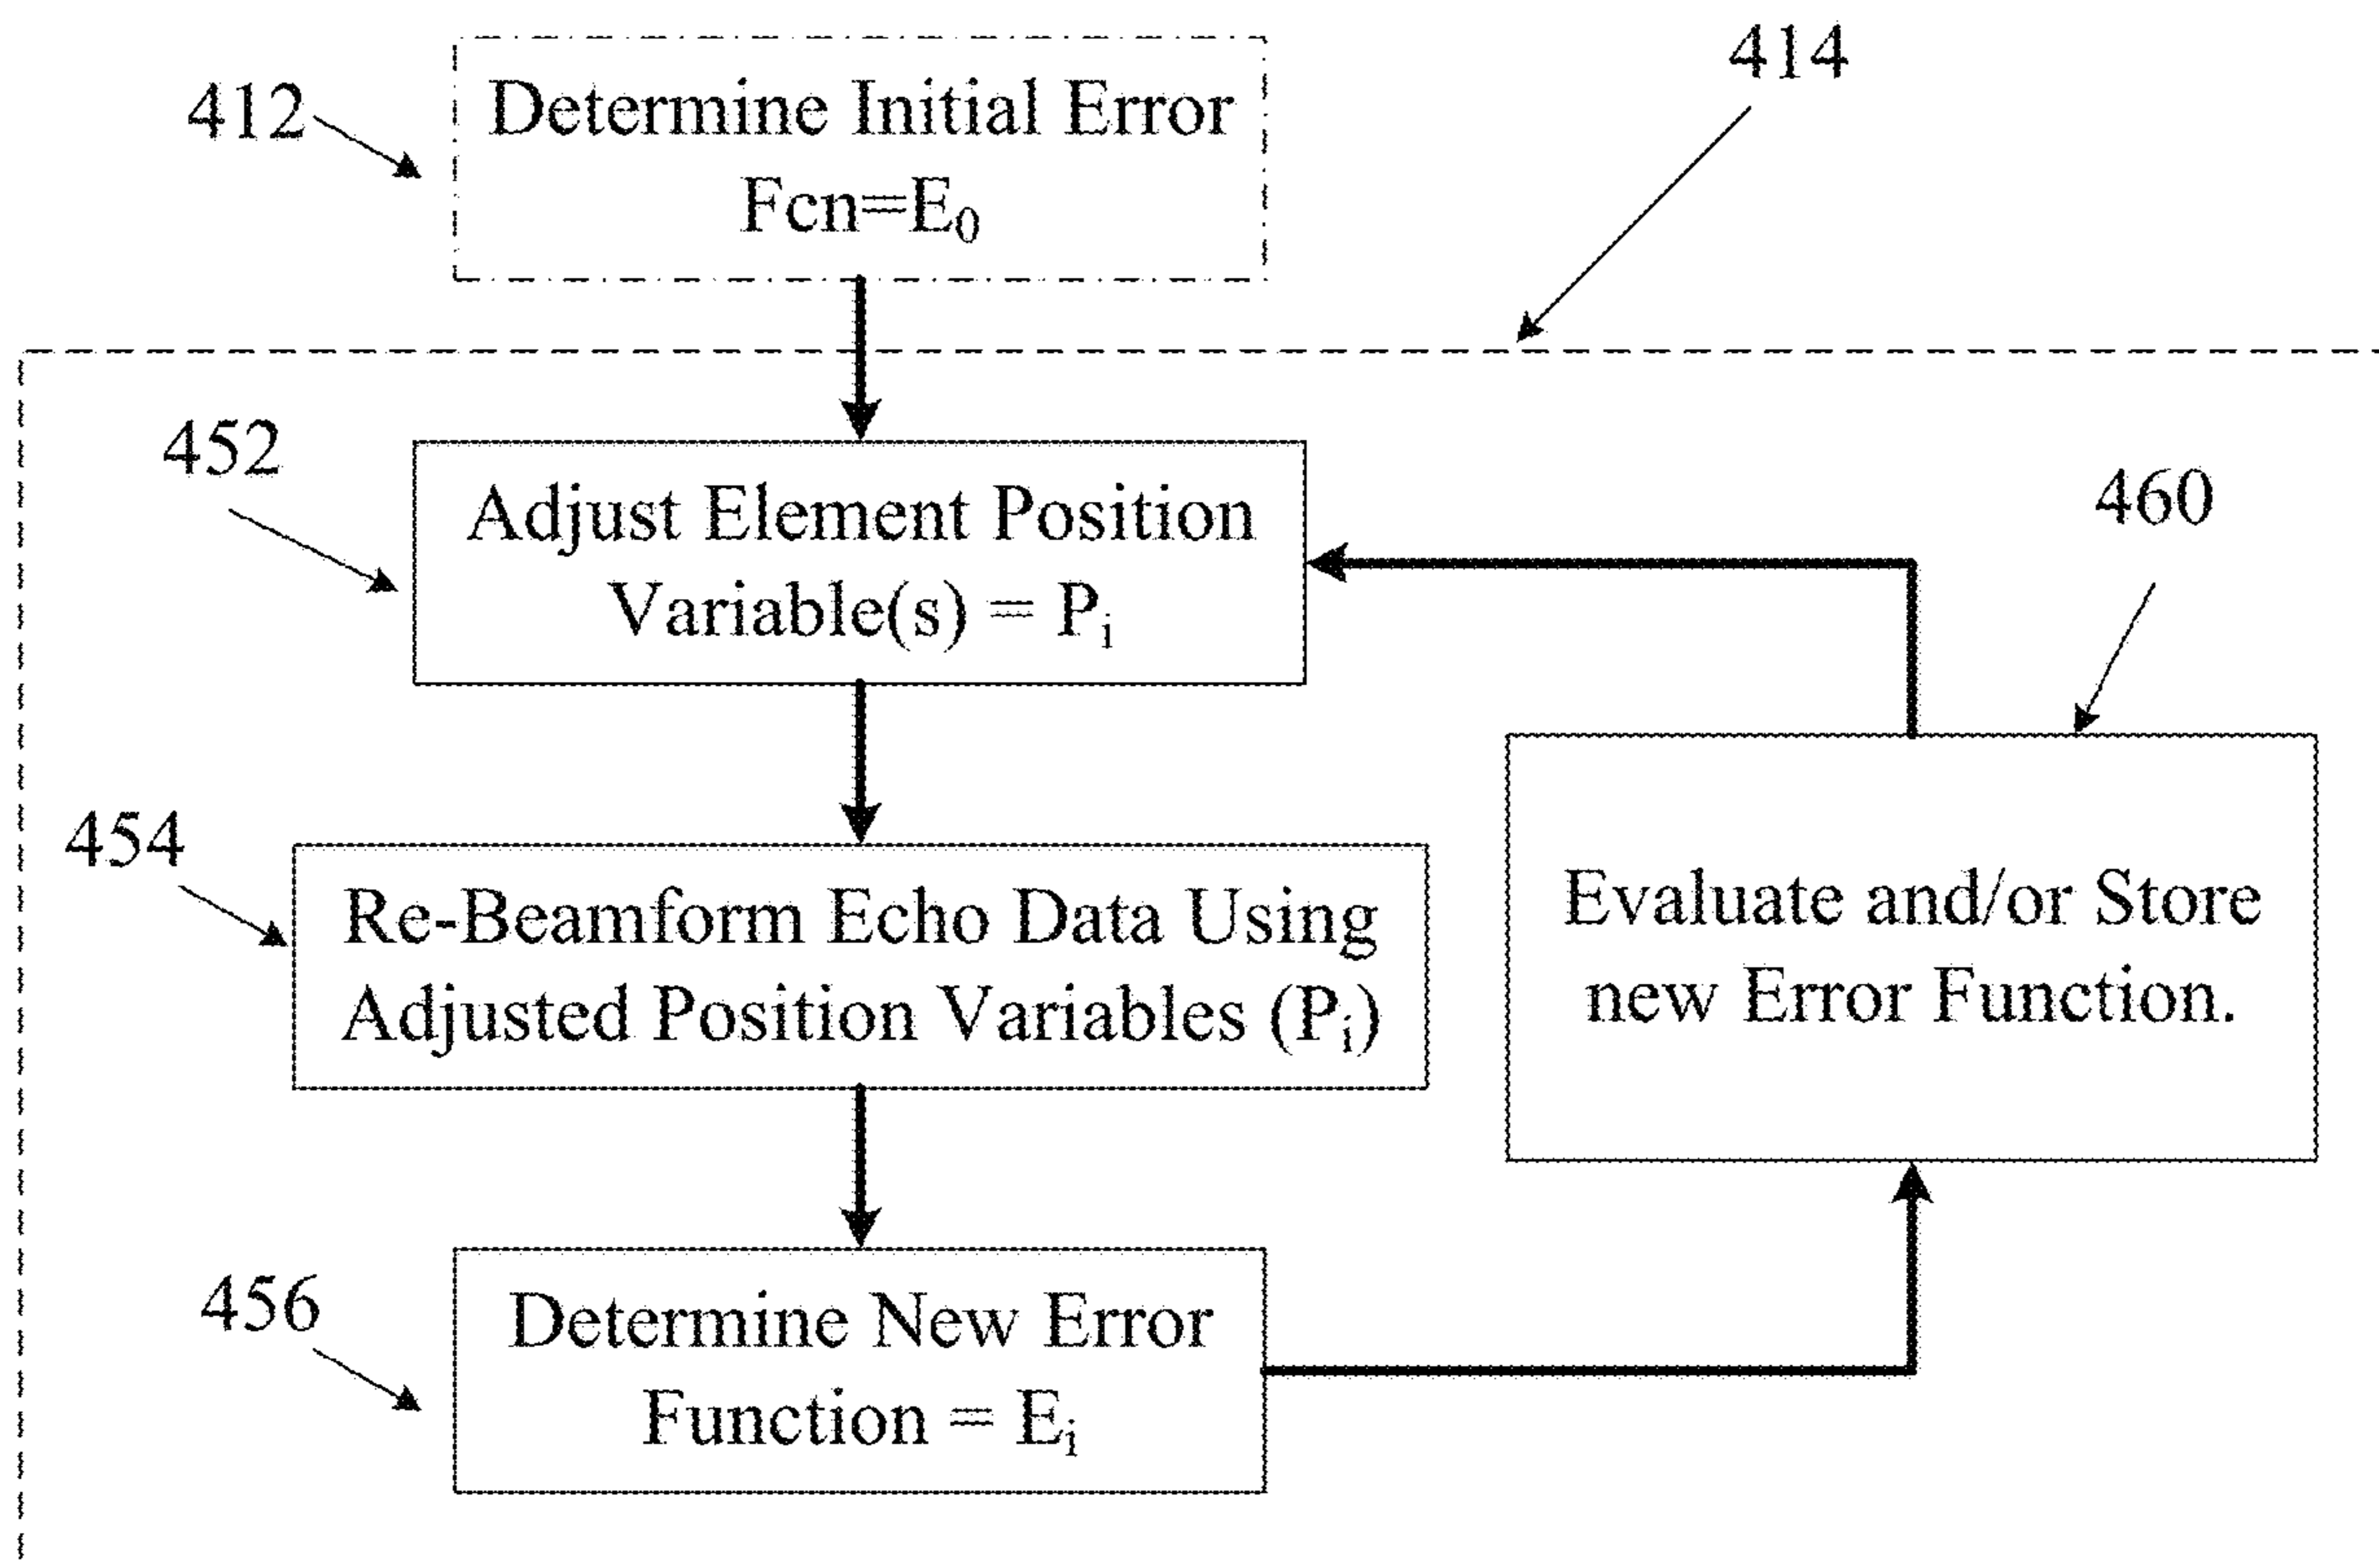 414
412
Determine Initial Error
Fcn=E₀
452
Adjust Element Position
Variable(s) = Pᵢ
460
454
Re-Beamform Echo Data Using
Adjusted Position Variables (Pᵢ)
Evaluate and/or Store
new Error Function.
456
Determine New Error
Function = Eᵢ